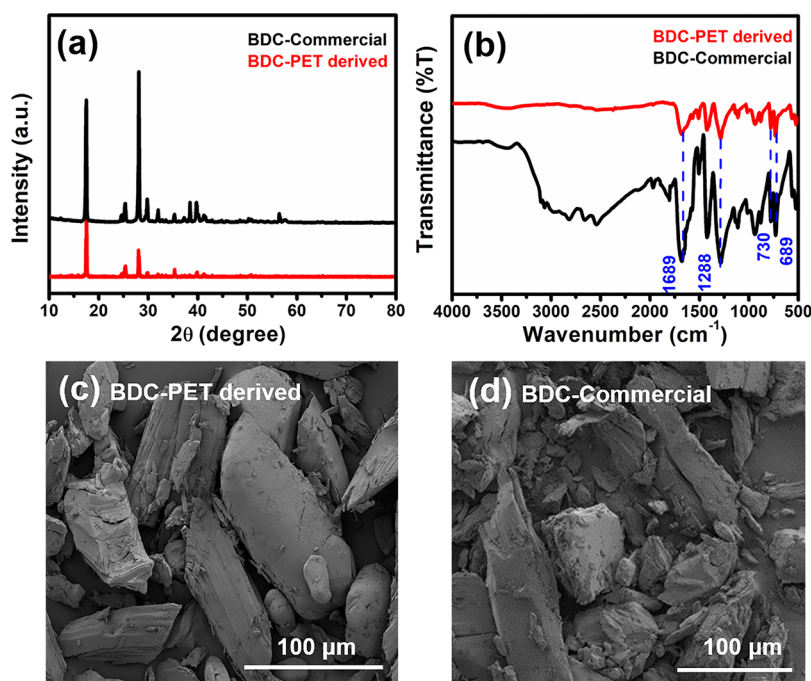 (a)
BDC-Commercial
BDC-PET derived
Intensity (a.u.)
10 20 30 40 50 60 70 80
2θ (degree)
(b)
BDC-PET derived
BDC-Commercial
Transmittance (%T)
1689
1288
730
689
4000 3500 3000 2500 2000 1500 1000 500
Wavenumber (cm-1)
(c) BDC-PET derived
100 µm
(d) BDC-Commercial
100 µm